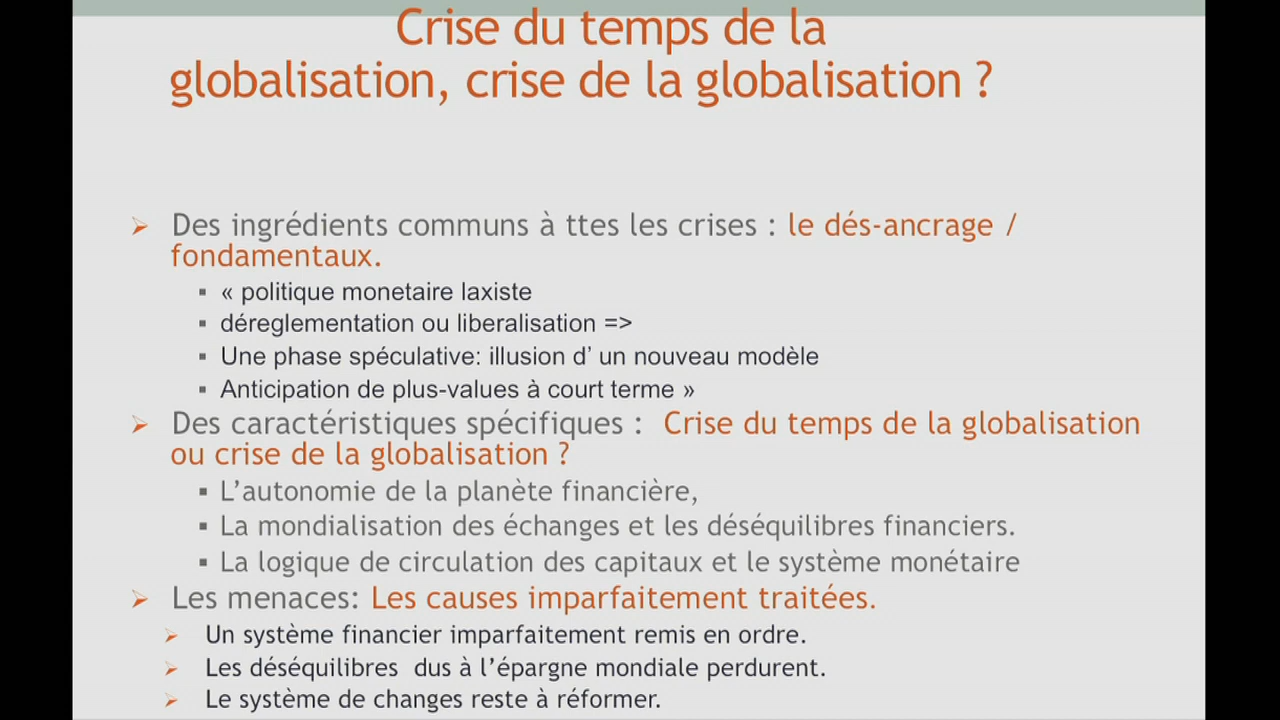 Crise du temps de la
globalisation, crise de la globalisation ?
Des ingrédients communs à ttes les crises : le dés-ancrage /
fondamentaux.
« politique monetaire laxiste
déreglementation ou liberalisation =>
Une phase spéculative: illusion d’ un nouveau modèle
Anticipation de plus-values à court terme »
Des caractéristiques spécifiques : Crise du temps de la globalisation
ou crise de la globalisation ?
L’autonomie de la planète financière,
La mondialisation des échanges et les déséquilibres financiers.
La logique de circulation des capitaux et le système monétaire
Les menaces: Les causes imparfaitement traitées.
Un système financier imparfaitement remis en ordre.
Les déséquilibres dus à l’épargne mondiale perdurent.
Le système de changes reste à réformer.